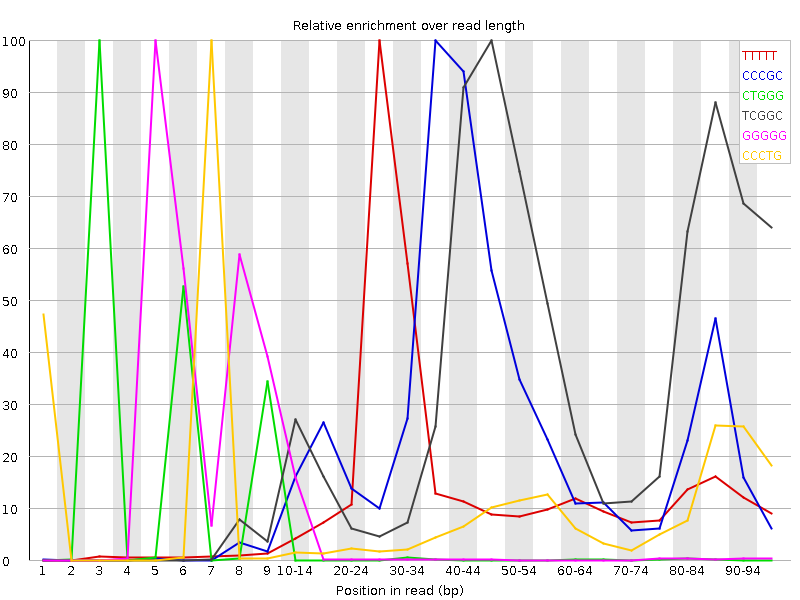 Relative enrichment over read length
100
90
80
70
60
50
40
30
20
10
0
TTTTT
CCCGC
CTGGG
TCGGC
GGGGG
CCCTG
1 2 3 4 5 6 7 8 9 10-14 20-24 30-34 40-44 50-54 60-64 70-74 80-84 90-94
Position in read (bp)